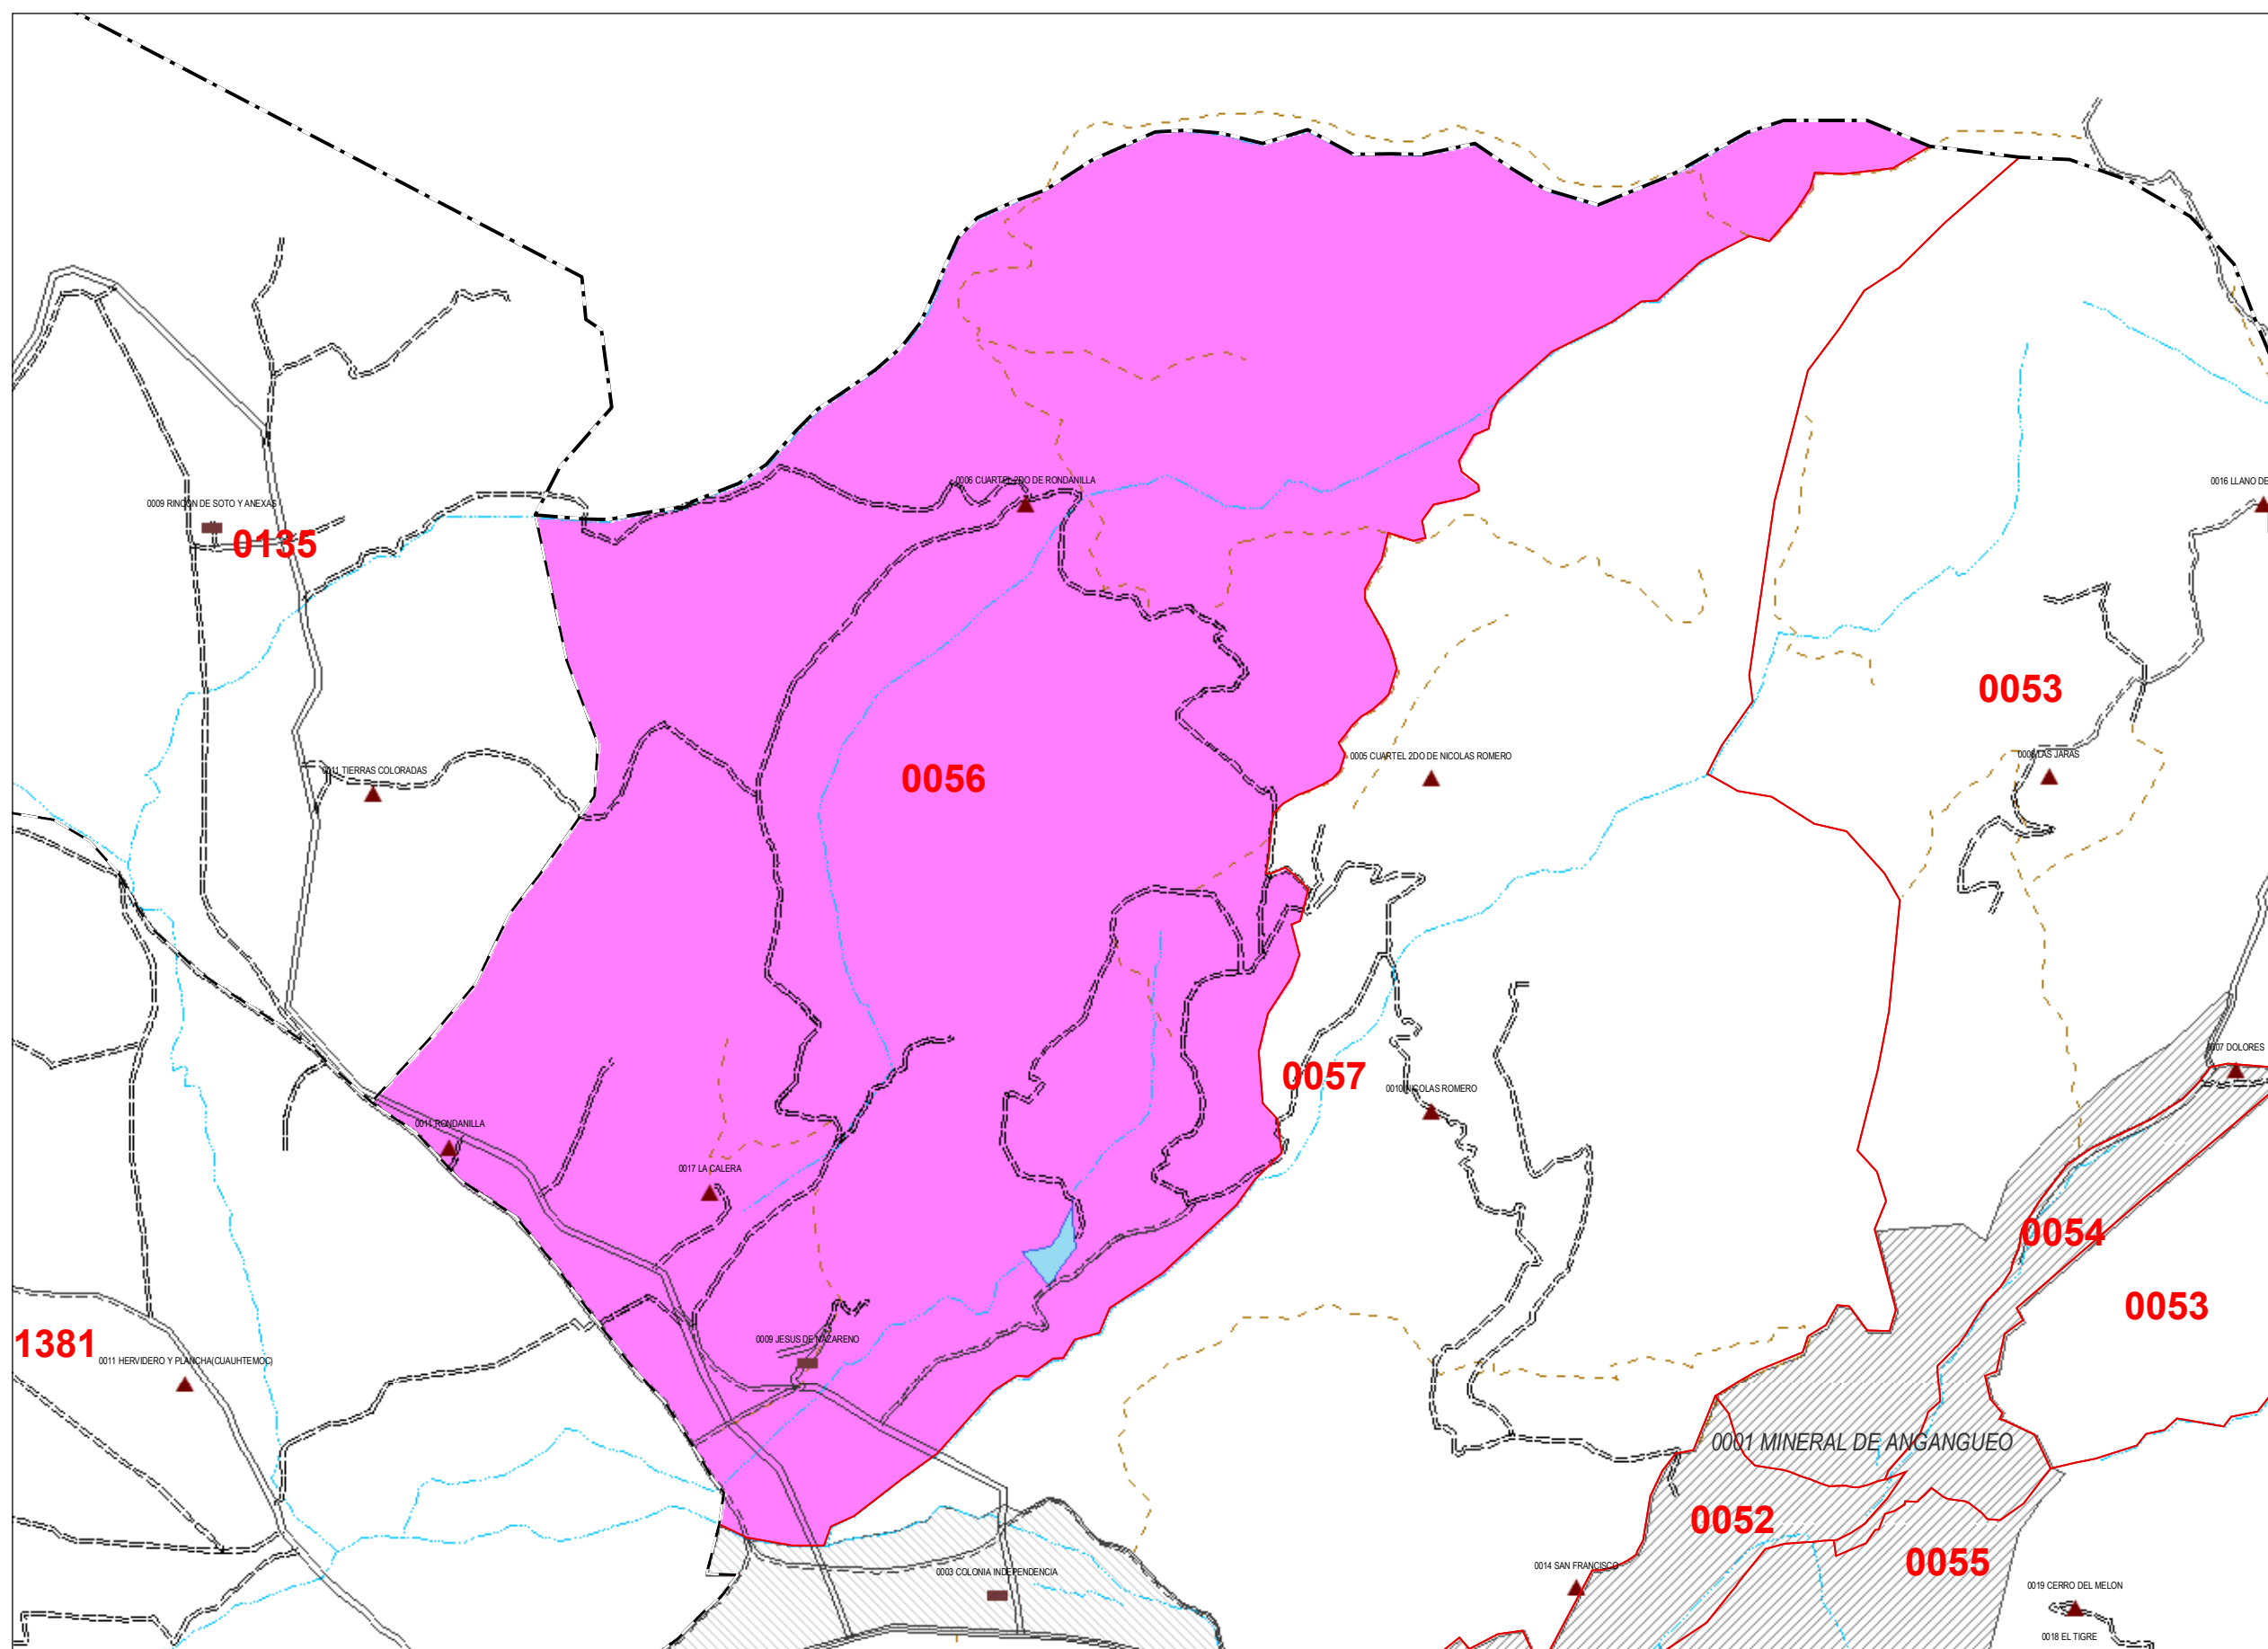 0006 CUARTEL 2DO DE RONDANILLA
0009 RINCON DE SOTO Y ANEXAS
0016 LLANO DE
0135
0053
0005 CUARTEL 2DO DE NICOLAS ROMERO
0011 TIERRAS COLORADAS
0056
0057
0010 NICOLAS ROMERO
0007 DOLORES
0011 RONDANILLA
0017 LA CALERA
0054
0053
1381
0009 JESUS DE NAZARENO
0011 HERVIDERO Y PLANCHA(CUAUHTEMOC)
0001 MINERAL DE ANGANGUEO
0052
0055
0003 COLONIA INDEPENDENCIA
0014 SAN FRANCISCO
0019 CERRO DEL MELON
0018 EL TIGRE
LAS JARAS